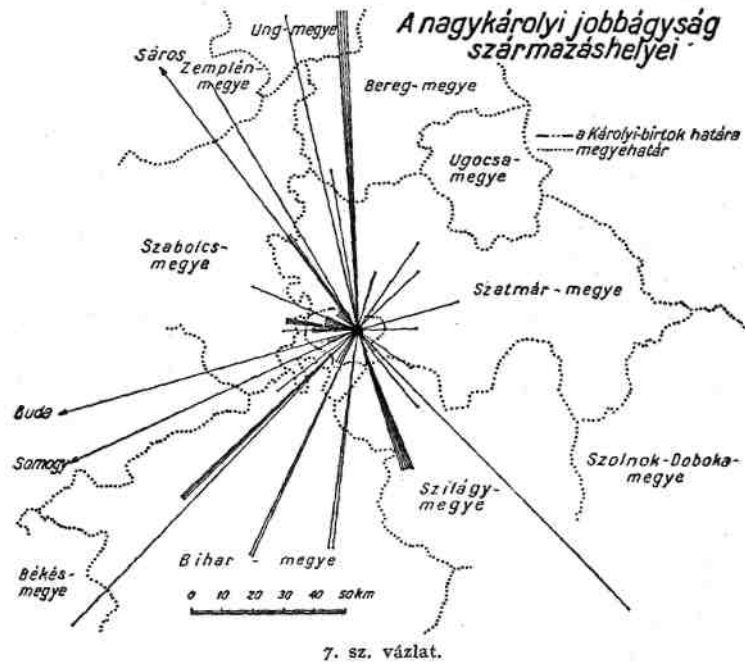 A nagykárolyi jobbágyság
származáshelyei
a Károlyi-birtok határa
megyehatár
Ung-megye
Sáros
Zemplén-
megye
Bereg-megye
Ugocsa-
megye
Szabolcs-
megye
Szatmár-megye
Buda
Somogy
Szolnok-Doboka-
megye
Szilágy-
megye
Bihar - megye
Békés-
megye
0 10 20 30 40 50 km
7. sz. vázlat.